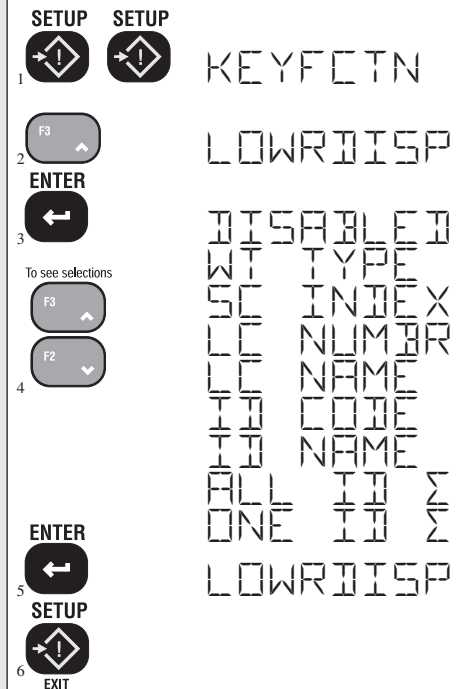 SETUP SETUP
1 KEYFCTN
F3
2 LOWRDISP
ENTER
3 DISABLED
WT TYPE
To see selections
SC INDEX
F3
LC NUMBR
F2
LC NAME
4 ID CODE
ID NAME
ALL ID Σ
ONE ID Σ
ENTER
5 LOWRDISP
SETUP
6
EXIT